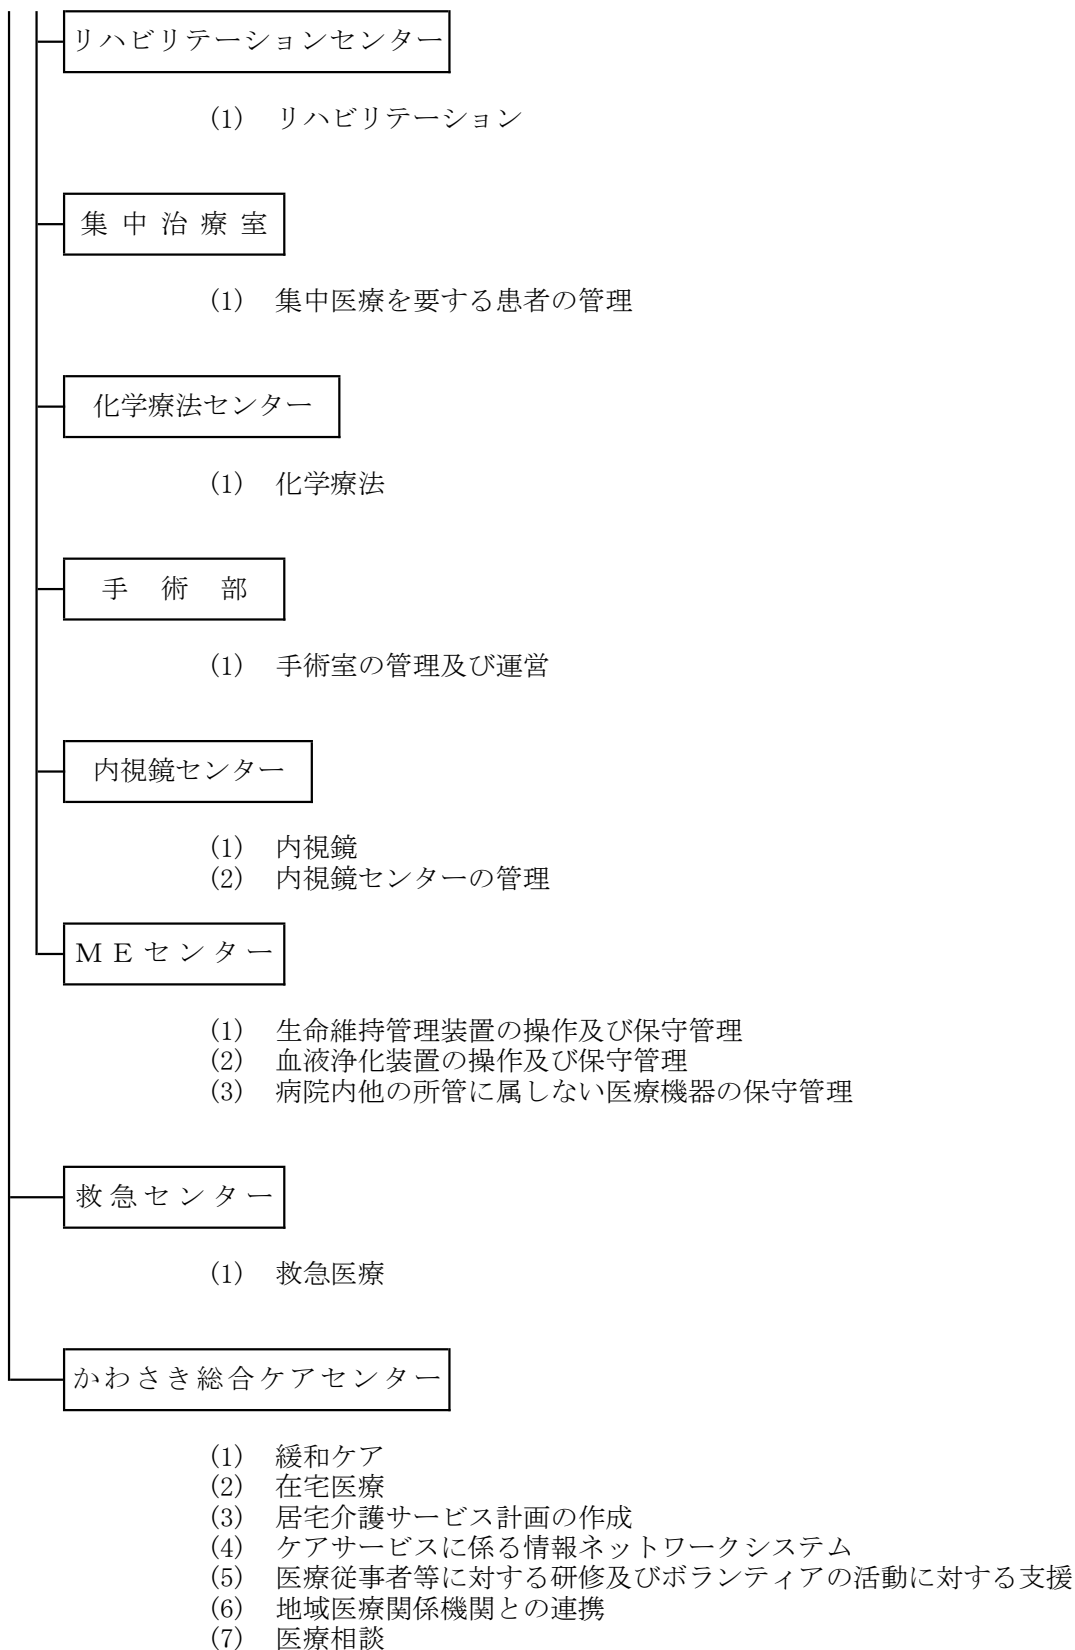 リハビリテーションセンター
(1) リハビリテーション
集中治療室
(1) 集中医療を要する患者の管理
化学療法センター
(1) 化学療法
手術部
(1) 手術室の管理及び運営
内視鏡センター
(1) 内視鏡
(2) 内視鏡センターの管理
ＭＥセンター
(1) 生命維持管理装置の操作及び保守管理
(2) 血液浄化装置の操作及び保守管理
(3) 病院内他の所管に属しない医療機器の保守管理
救急センター
(1) 救急医療
かわさき総合ケアセンター
(1) 緩和ケア
(2) 在宅医療
(3) 居宅介護サービス計画の作成
(4) ケアサービスに係る情報ネットワークシステム
(5) 医療従事者等に対する研修及びボランティアの活動に対する支援
(6) 地域医療関係機関との連携
(7) 医療相談